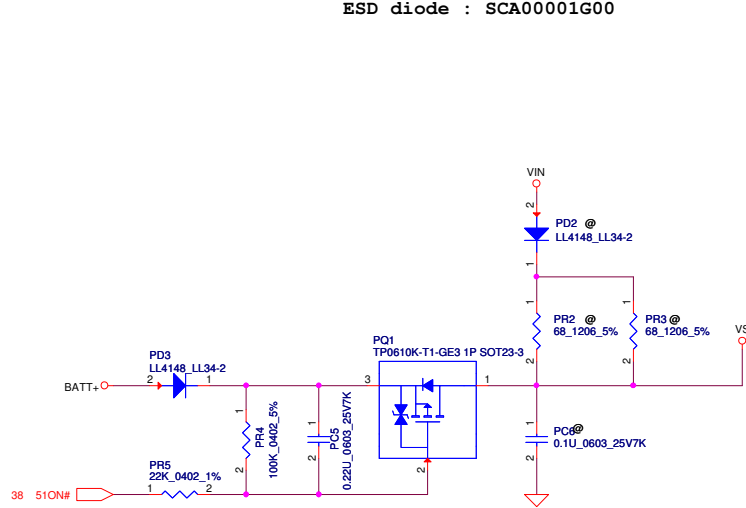 ESD diode : SCA00001G00
VIN
2
PD2 @
LL4148_LL34-2
1
1
1
PR2 @
68_1206_5%
PR3 @
68_1206_5%
VS
2
2
PQ1
TP0610K-T1-GE3 1P SOT23-3
PD3
LL4148_LL34-2
BATT+
2
1
3
1
1
PR4
100K_0402_5%
2
1
PC5
0.22U_0603_25V7K
2
1
PC6@
0.1U_0603_25V7K
2
2
PR5
22K_0402_1%
38 51ON#
1
2